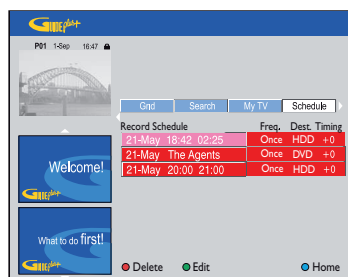 GUIDE Plus+
P01 1-Sep 16:47
Grid Search My TV Schedule
Record Schedule Freq. Dest. Timing
21-May 18:42 02:25 Once HDD +0
21-May The Agents Once DVD +0
21-May 20:00 21:00 Once HDD +0
Welcome!
GUIDE Plus+
What to do first!
GUIDE Plus+
Delete Edit Home